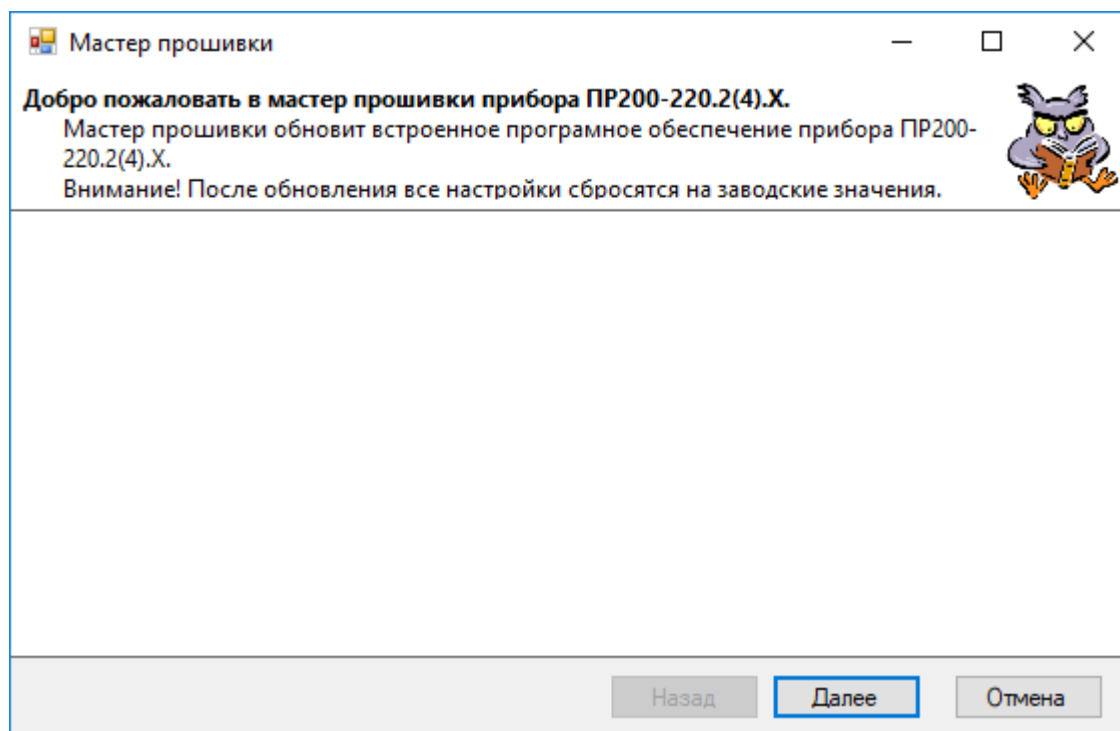 Мастер прошивки
Добро пожаловать в мастер прошивки прибора ПР200-220.2(4).Х.
Мастер прошивки обновит встроенное програмное обеспечение прибора ПР200-
220.2(4).Х.
Внимание! После обновления все настройки сбросятся на заводские значения.
Назад
Далее
Отмена